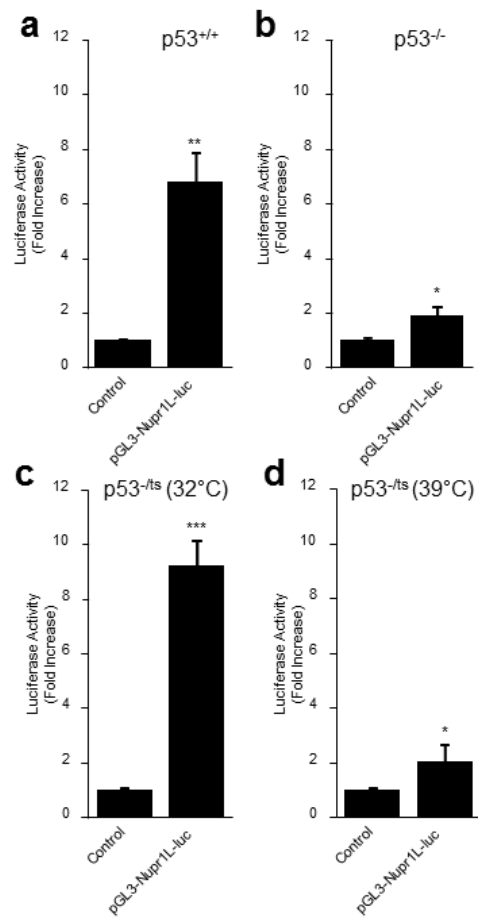 a p53+/+
12
10
8
6
4
2
0
Luciferase Activity
(Fold Increase)
**
Control
pGL3-Nupr1L-luc
b p53-/-
12
10
8
6
4
2
0
Luciferase Activity
(Fold Increase)
*
Control
pGL3-Nupr1L-luc
c p53-/ts (32°C)
12
10
8
6
4
2
0
Luciferase Activity
(Fold Increase)
***
Control
pGL3-Nupr1L-luc
d p53-/ts (39°C)
12
10
8
6
4
2
0
Luciferase Activity
(Fold Increase)
*
Control
pGL3-Nupr1L-luc